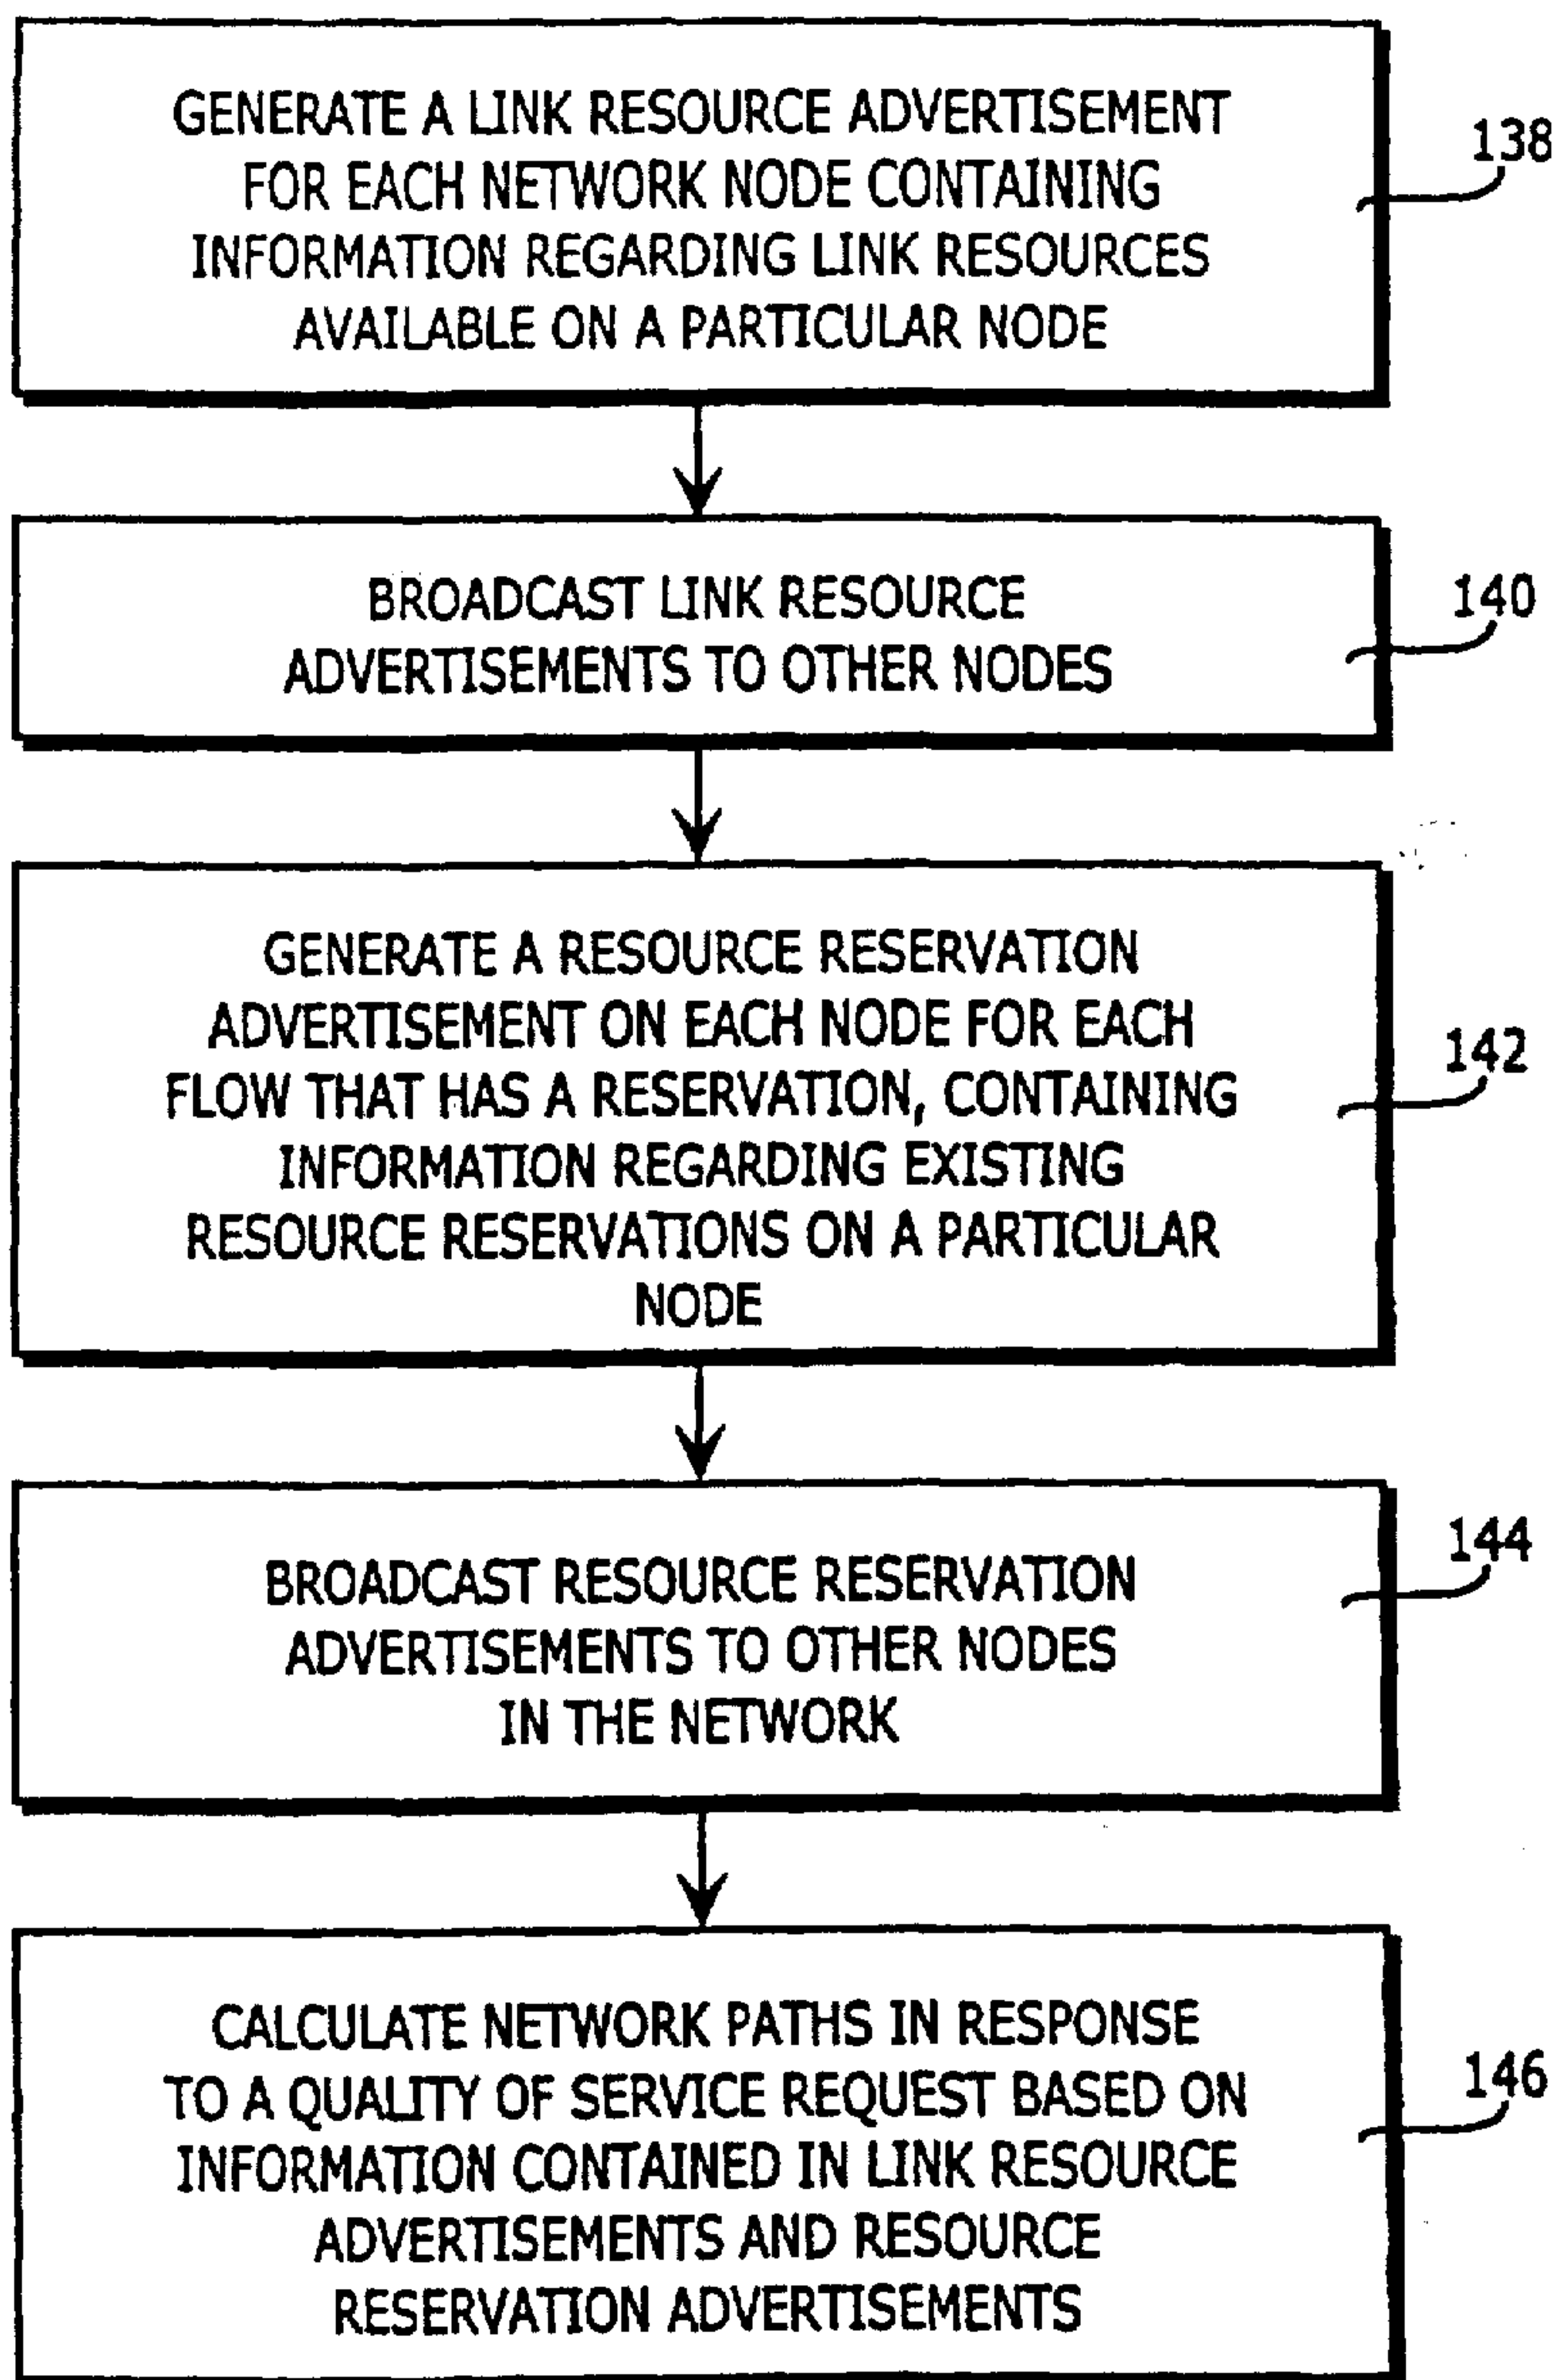 GENERATE A LINK RESOURCE ADVERTISEMENT
FOR EACH NETWORK NODE CONTAINING
INFORMATION REGARDING LINK RESOURCES
AVAILABLE ON A PARTICULAR NODE
138
BROADCAST LINK RESOURCE
ADVERTISEMENTS TO OTHER NODES
140
GENERATE A RESOURCE RESERVATION
ADVERTISEMENT ON EACH NODE FOR EACH
FLOW THAT HAS A RESERVATION, CONTAINING
INFORMATION REGARDING EXISTING
RESOURCE RESERVATIONS ON A PARTICULAR
NODE
142
BROADCAST RESOURCE RESERVATION
ADVERTISEMENTS TO OTHER NODES
IN THE NETWORK
144
CALCULATE NETWORK PATHS IN RESPONSE
TO A QUALITY OF SERVICE REQUEST BASED ON
INFORMATION CONTAINED IN LINK RESOURCE
ADVERTISEMENTS AND RESOURCE
RESERVATION ADVERTISEMENTS
146